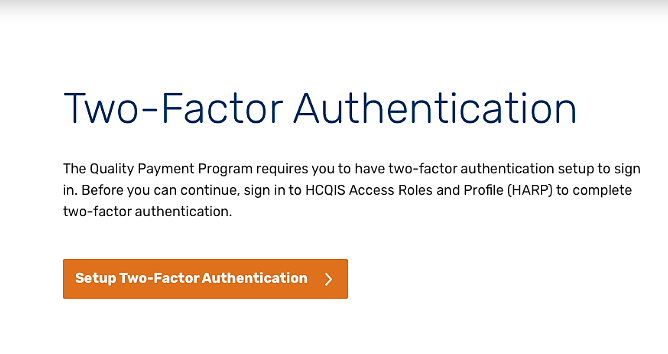 Two-Factor Authentication
The Quality Payment Program requires you to have two-factor authentication setup to sign
in. Before you can continue, sign in to HCQIS Access Roles and Profile (HARP) to complete
two-factor authentication.
Setup Two-Factor Authentication